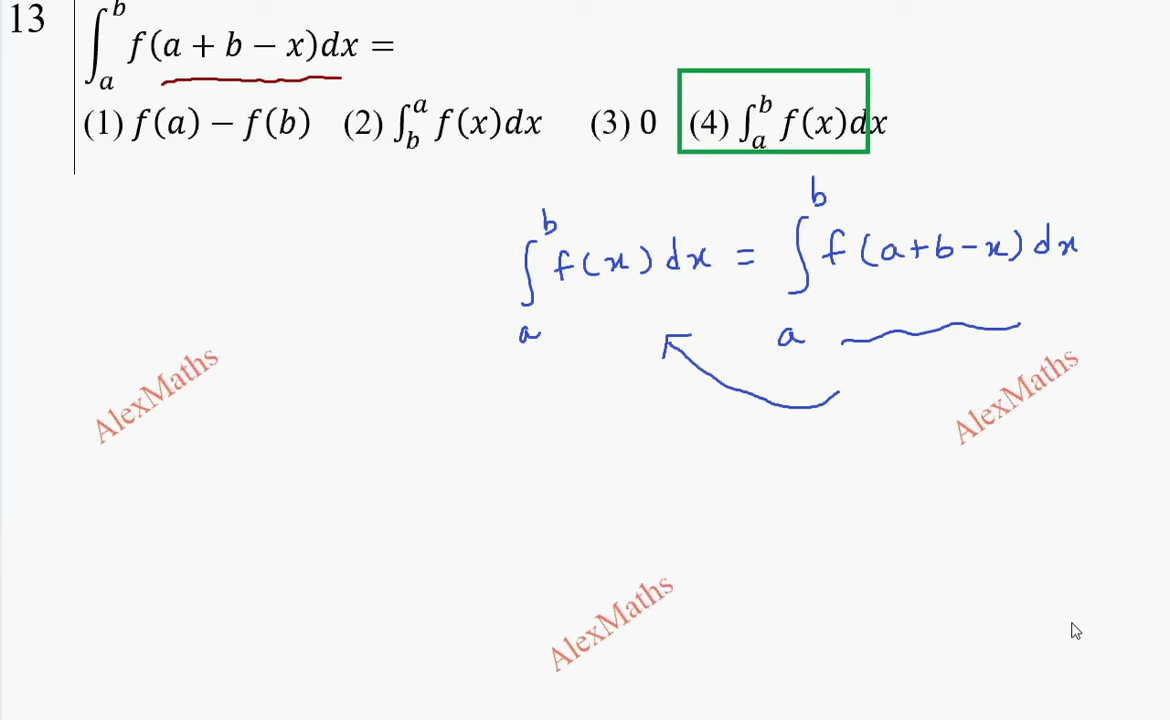 13 ∫_a^b f(a + b − x)dx =
(1) f(a) − f(b) (2) ∫_b^a f(x)dx (3) 0 (4) ∫_a^b f(x)dx
∫_a^b f(x) dx = ∫_a^b f(a+b−x) dx
AlexMaths
AlexMaths
AlexMaths